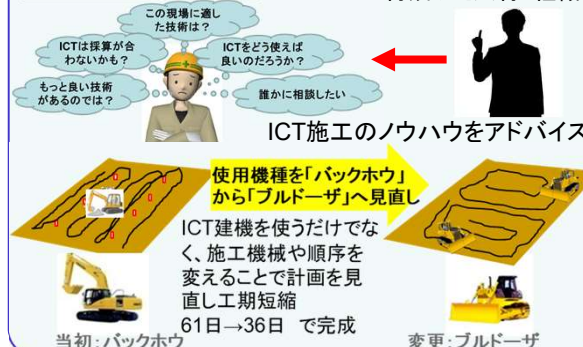 この現場に適し
た技術は？
ICTは採算が合
わないかも？
ICTをどう使えば
良いのだろうか？
もっと良い技術
があるのでは？
誰かに相談したい
ICT施工のノウハウをアドバイス
使用機種を「バックホウ」
から「ブルドーザ」へ見直し
ICT建機を使うだけでな
く、施工機械や順序を
変えることで計画を見
直し工期短縮
61日→36日 で完成
当初：バックホウ
変更：ブルドーザ